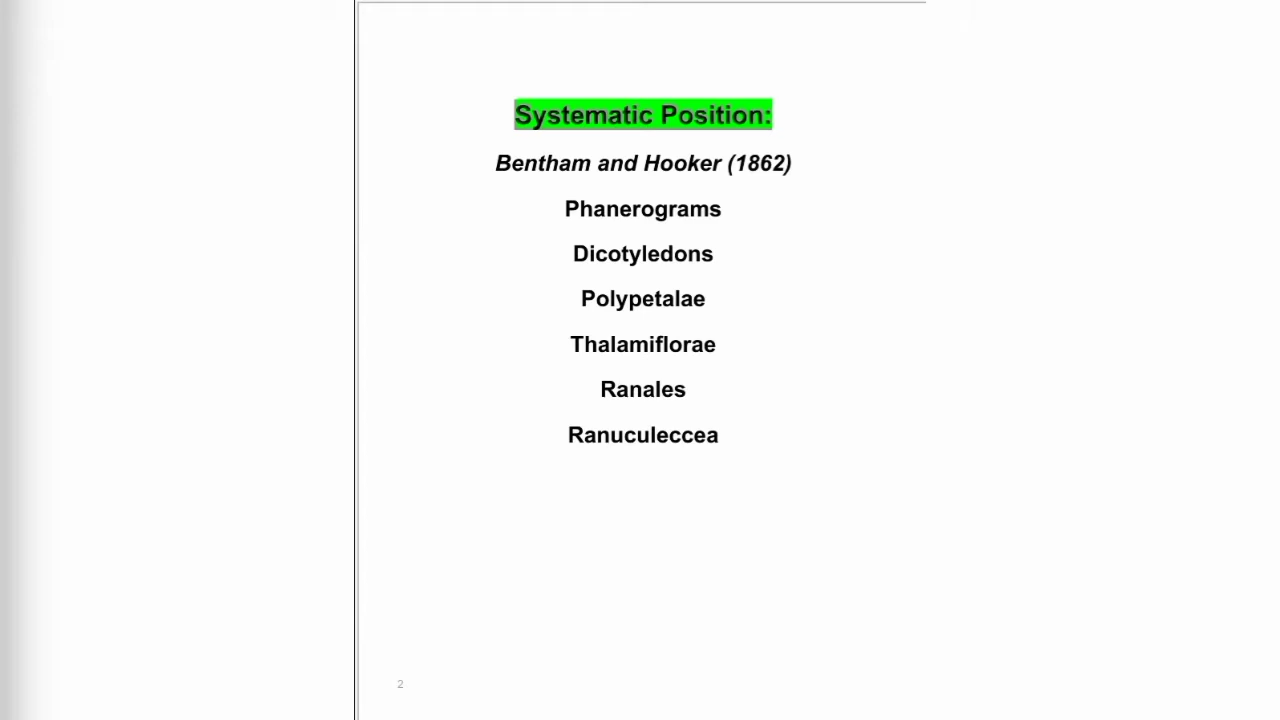 Systematic Position:
Bentham and Hooker (1862)
Phanerograms
Dicotyledons
Polypetalae
Thalamiflorae
Ranales
Ranuculeccea
2